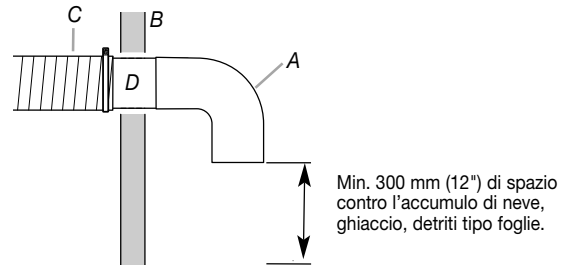 C
B
A
D
Min. 300 mm (12") di spazio
contro l'accumulo di neve,
ghiaccio, detriti tipo foglie.